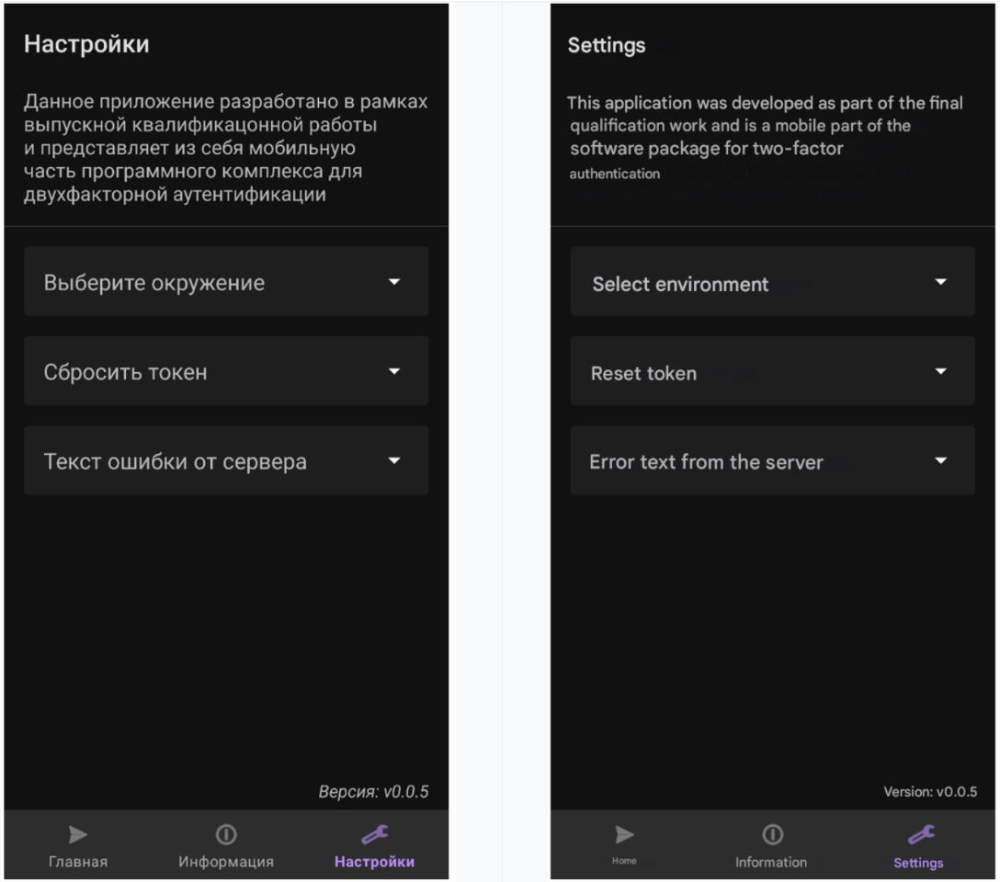 Настройки
Данное приложение разработано в рамках
выпускной квалификацонной работы
и представляет из себя мобильную
часть программного комплекса для
двухфакторной аутентификации
Выберите окружение
Сбросить токен
Текст ошибки от сервера
Версия: v0.0.5
Главная
Информация
Настройки
Settings
This application was developed as part of the final
qualification work and is a mobile part of the
software package for two-factor
authentication
Select environment
Reset token
Error text from the server
Version: v0.0.5
Home
Information
Settings